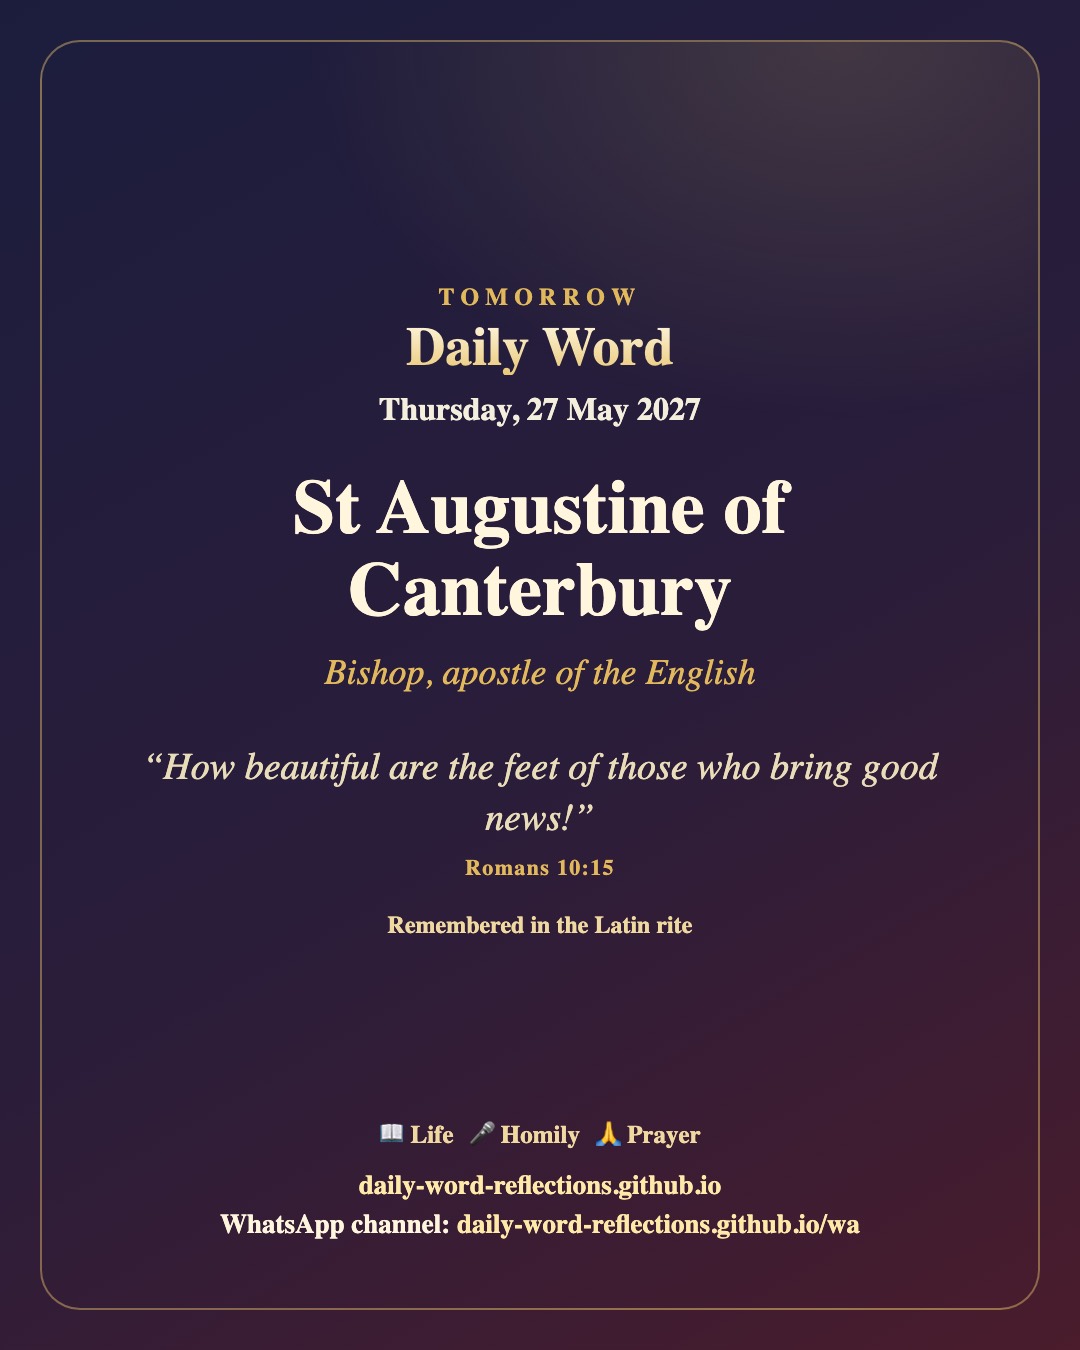 TOMORROW
Daily Word
Thursday, 27 May 2027
St Augustine of
Canterbury
Bishop, apostle of the English
“How beautiful are the feet of those who bring good
news!”
Romans 10:15
Remembered in the Latin rite
📖 Life 🎤 Homily 🙏 Prayer
daily-word-reflections.github.io
WhatsApp channel: daily-word-reflections.github.io/wa